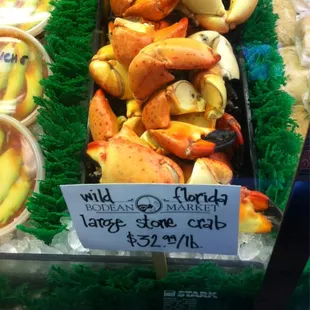 wild florida
BODEAN MARKET
large stone crab
$32.99/lb.
STARK